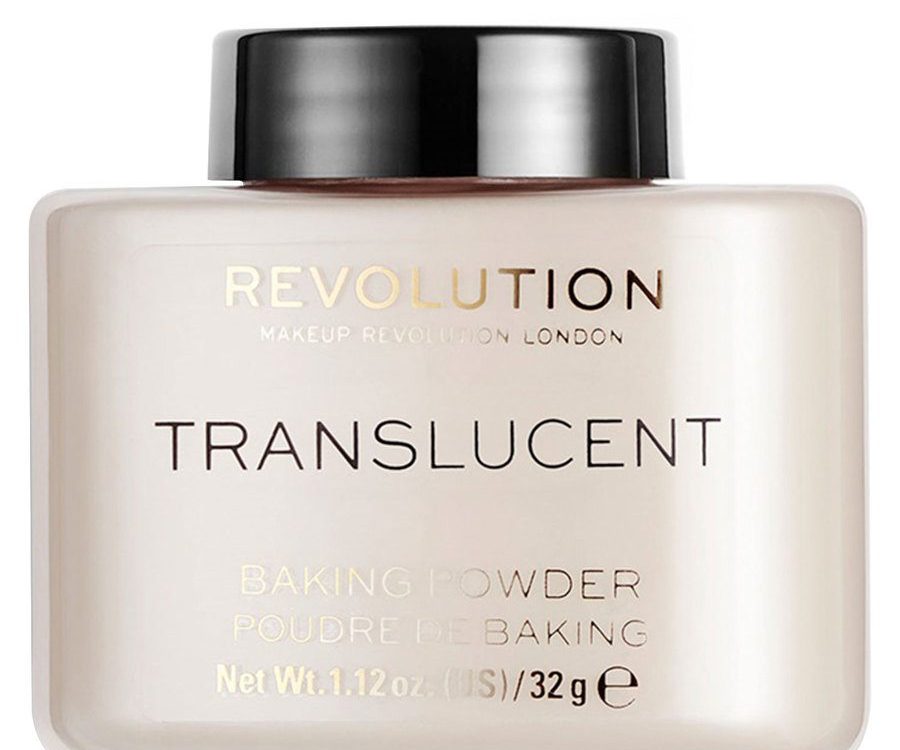 REVOLUTION
MAKEUP REVOLUTION LONDON
TRANSLUCENT
BAKING POWDER
POUDRE DE BAKING
Net Wt.1.12 oz. (US)/32 g ℮